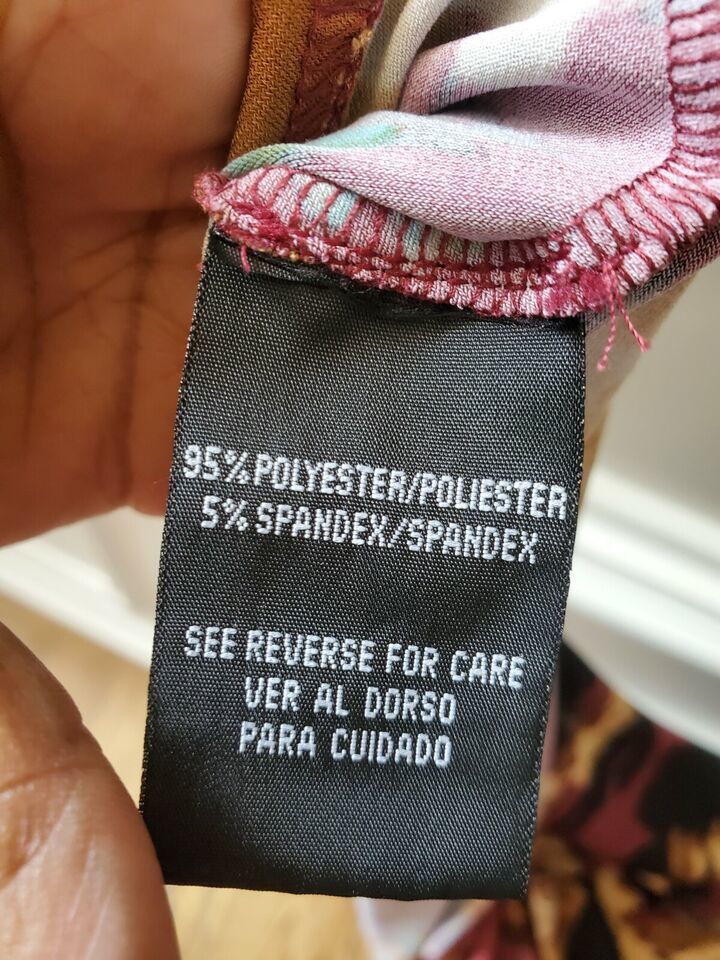 95% POLYESTER/POLIESTER
5% SPANDEX/SPANDEX
SEE REVERSE FOR CARE
VER AL DORSO
PARA CUIDADO